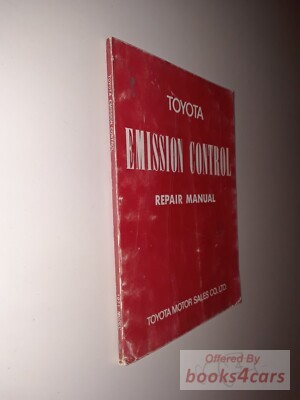 TOYOTA
EMISSION CONTROL
REPAIR MANUAL
TOYOTA MOTOR SALES CO., LTD.
Offered By
books4cars